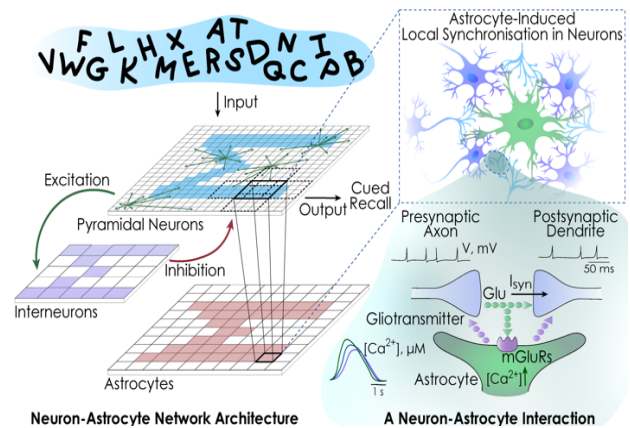 F L H X A T N I
V W G K M E R S D Q C P B
Input
Excitation
Pyramidal Neurons
Output
Cued
Recall
Inhibition
Interneurons
Astrocytes
Neuron-Astrocyte Network Architecture
Astrocyte-Induced
Local Synchronisation in Neurons
Presynaptic
Axon
Postsynaptic
Dendrite
V, mV
50 ms
Isyn
Glu
Gliotransmitter
[Ca²⁺], μM
mGluRs
1 s
Astrocyte [Ca²⁺]
A Neuron-Astrocyte Interaction